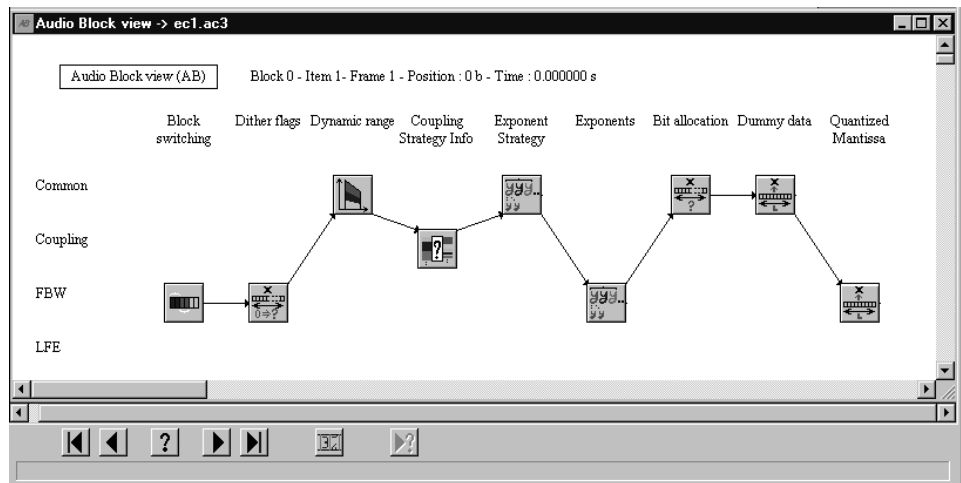 Audio Block view -> ec1.ac3
Audio Block view (AB)
Block 0 - Item 1- Frame 1 - Position : 0 b - Time : 0.000000 s
Block switching
Dither flags
Dynamic range
Coupling Strategy Info
Exponent Strategy
Exponents
Bit allocation
Dummy data
Quantized Mantissa
Common
Coupling
FBW
LFE